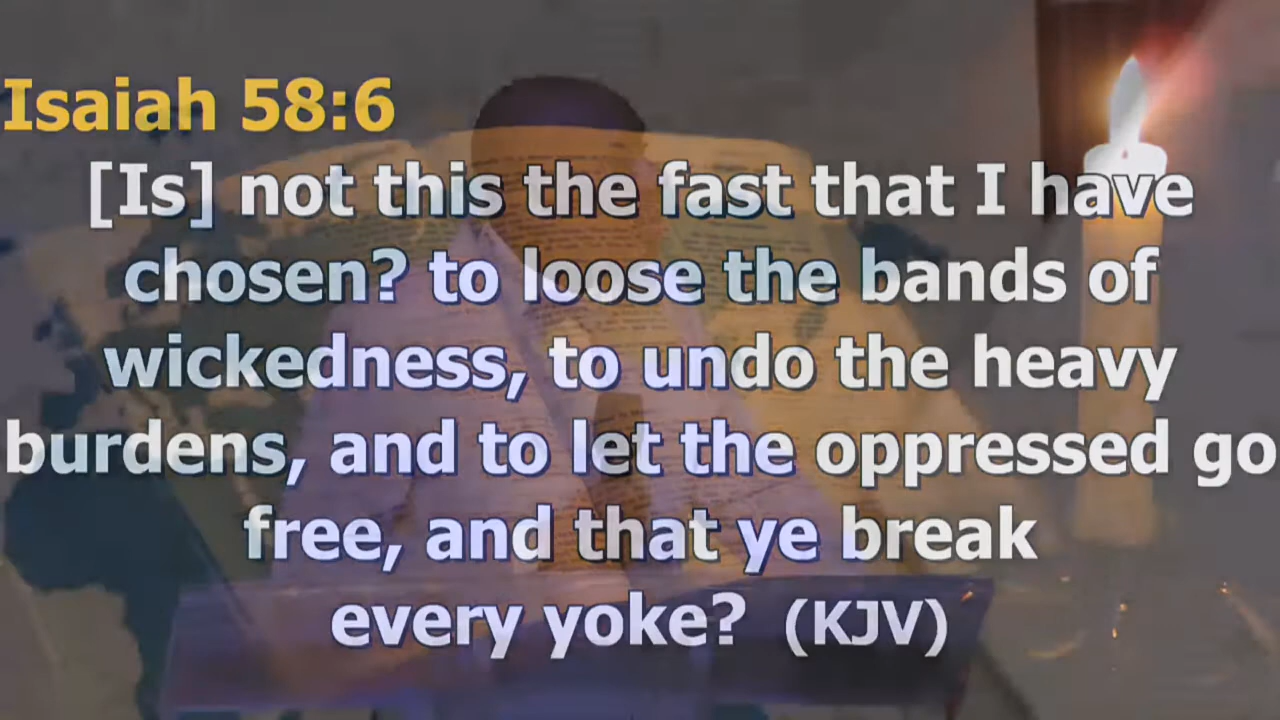 Isaiah 58:6
[Is] not this the fast that I have
chosen? to loose the bands of
wickedness, to undo the heavy
burdens, and to let the oppressed go
free, and that ye break
every yoke? (KJV)